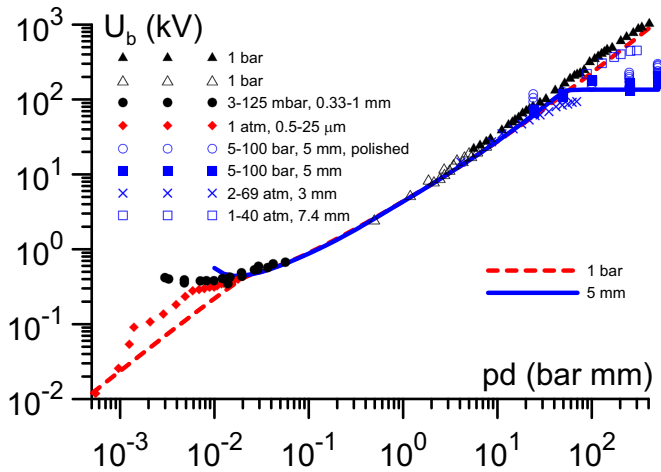 U_b (kV)
10^3
10^2
10^1
10^0
10^-1
10^-2
1 bar
1 bar
3-125 mbar, 0.33-1 mm
1 atm, 0.5-25 μm
5-100 bar, 5 mm, polished
5-100 bar, 5 mm
2-69 atm, 3 mm
1-40 atm, 7.4 mm
1 bar
5 mm
pd (bar mm)
10^-3 10^-2 10^-1 10^0 10^1 10^2